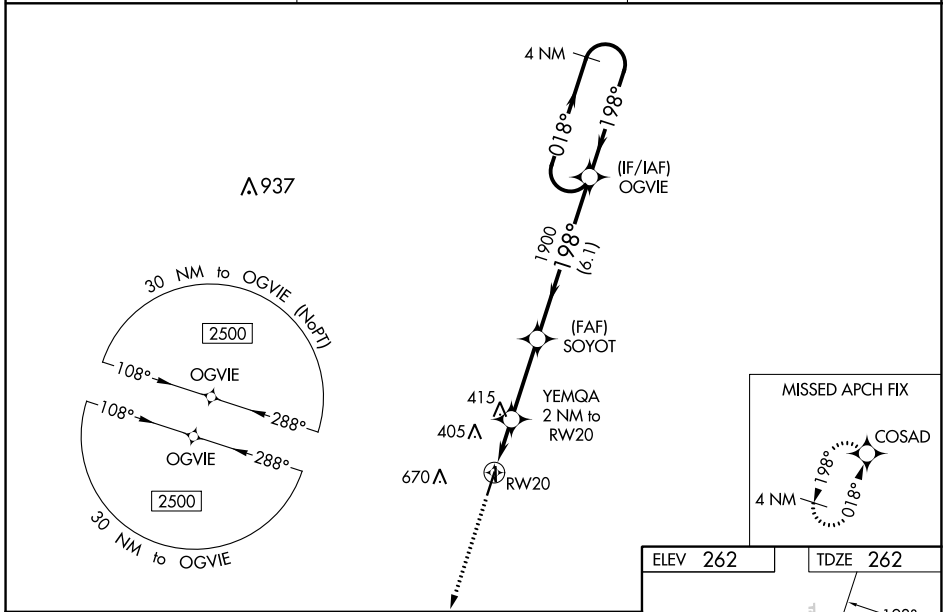 4 NM
018°
198°
(IF/IAF)
OGVIE
937
1900
198°
(6.1)
30 NM to OGVIE (NoPT)
2500
108°
OGVIE
288°
108°
OGVIE
288°
2500
30 NM to OGVIE
(FAF)
SOYOT
415
YEMQA
2 NM to
RW20
405
670
RW20
MISSED APCH FIX
COSAD
198°
4 NM
018°
ELEV 262
TDZE 262